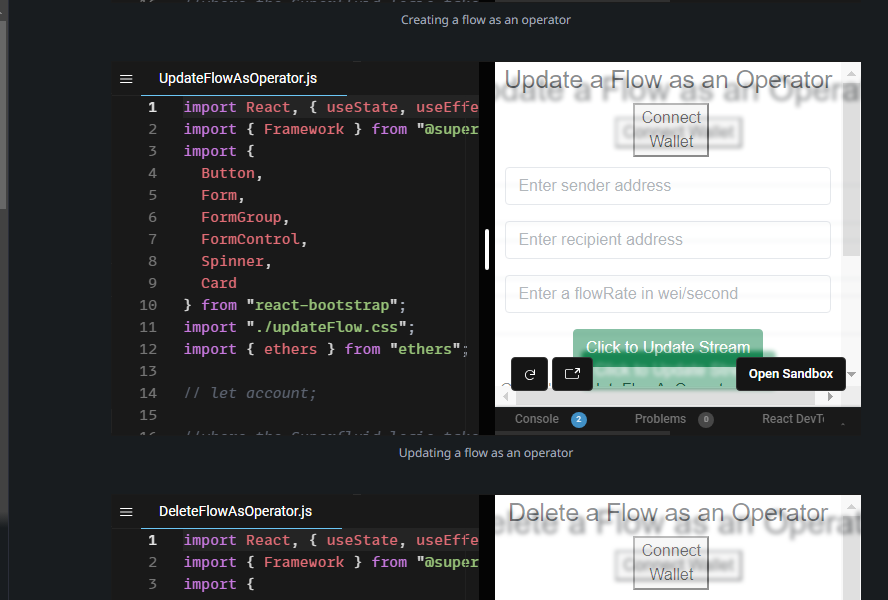 Creating a flow as an operator
UpdateFlowAsOperator.js
1 import React, { useState, useEffe
2 import { Framework } from "@super
3 import {
4 Button,
5 Form,
6 FormGroup,
7 FormControl,
8 Spinner,
9 Card
10 } from "react-bootstrap";
11 import "./updateFlow.css";
12 import { ethers } from "ethers";
13
14 // let account;
15
Update a Flow as an Operator
Connect
Wallet
Enter sender address
Enter recipient address
Enter a flowRate in wei/second
Click to Update Stream
Open Sandbox
Console 2 Problems 0 React DevTo
Updating a flow as an operator
DeleteFlowAsOperator.js
1 import React, { useState, useEffe
2 import { Framework } from "@super
3 import {
Delete a Flow as an Operator
Connect
Wallet